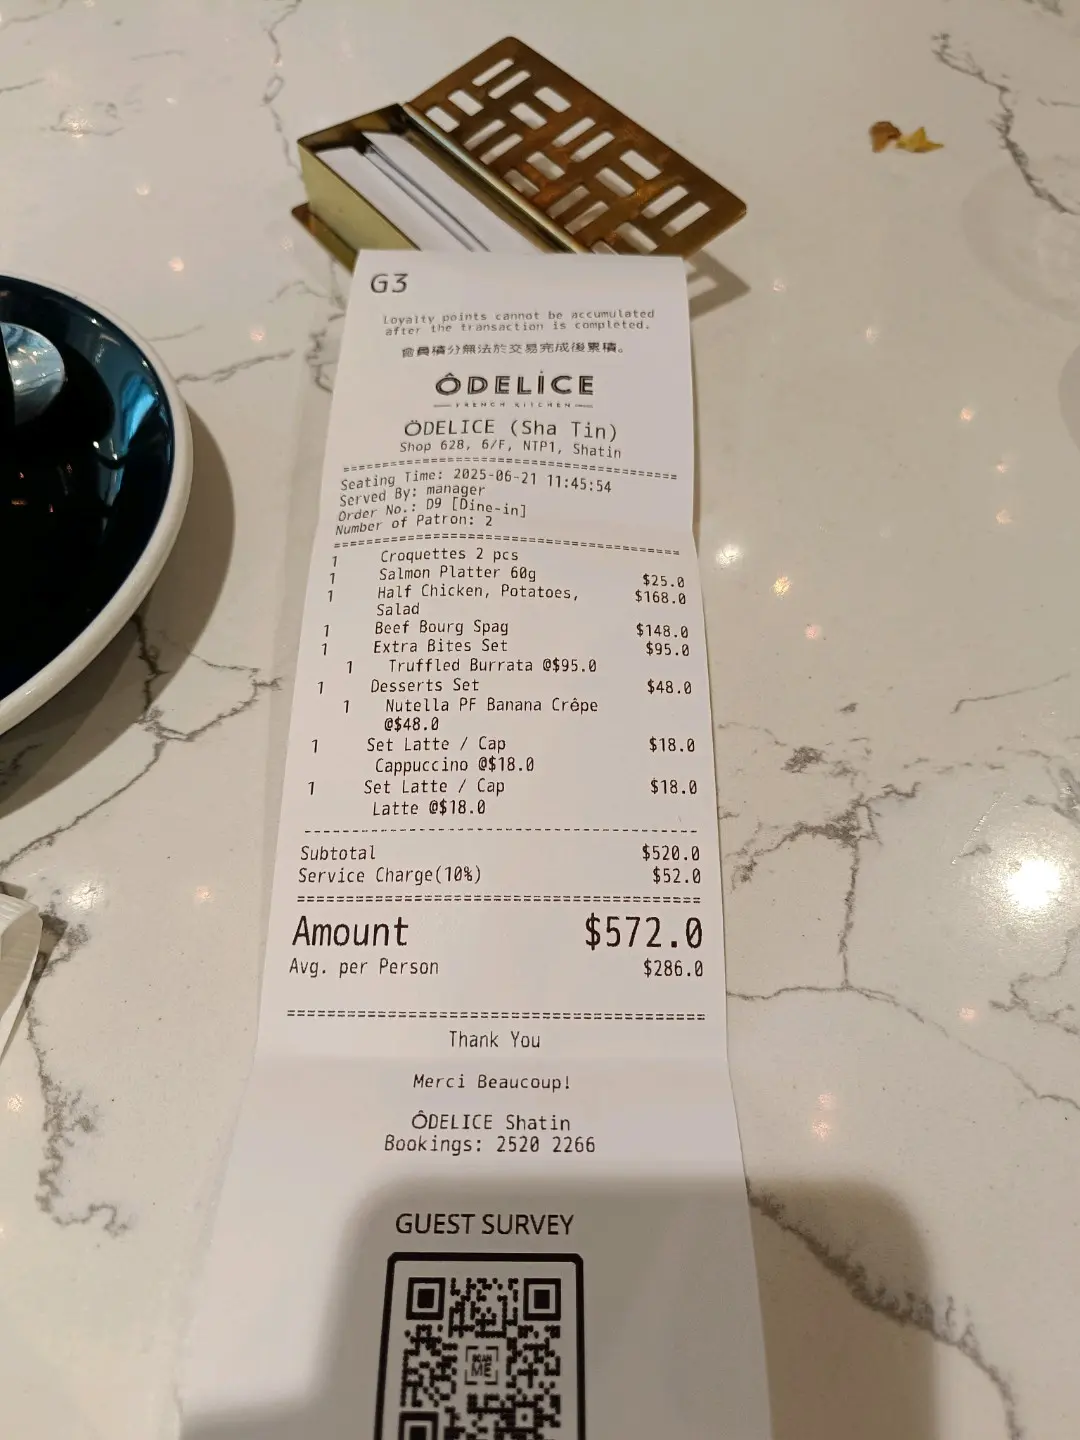 G3
Loyalty points cannot be accumulated
after the transaction is completed.
會員積分無法於交易完成後累積。
ÔDELİCE
FRENCH KITCHEN
ÔDELICE (Sha Tin)
Shop 628, 6/F, NTP1, Shatin
Seating Time: 2025-06-21 11:45:54
Served By: manager
Order No.: D9 [Dine-in]
Number of Patron: 2
1 Croquettes 2 pcs
1 Salmon Platter 60g $25.0
1 Half Chicken, Potatoes, $168.0
Salad
1 Beef Bourg Spag $148.0
1 Extra Bites Set $95.0
1 Truffled Burrata @$95.0
1 Desserts Set $48.0
1 Nutella PF Banana Crêpe
@$48.0
1 Set Latte / Cap $18.0
Cappuccino @$18.0
1 Set Latte / Cap $18.0
Latte @$18.0
Subtotal $520.0
Service Charge(10%) $52.0
Amount $572.0
Avg. per Person $286.0
Thank You
Merci Beaucoup!
ÔDELICE Shatin
Bookings: 2520 2266
GUEST SURVEY
SCAN
ME